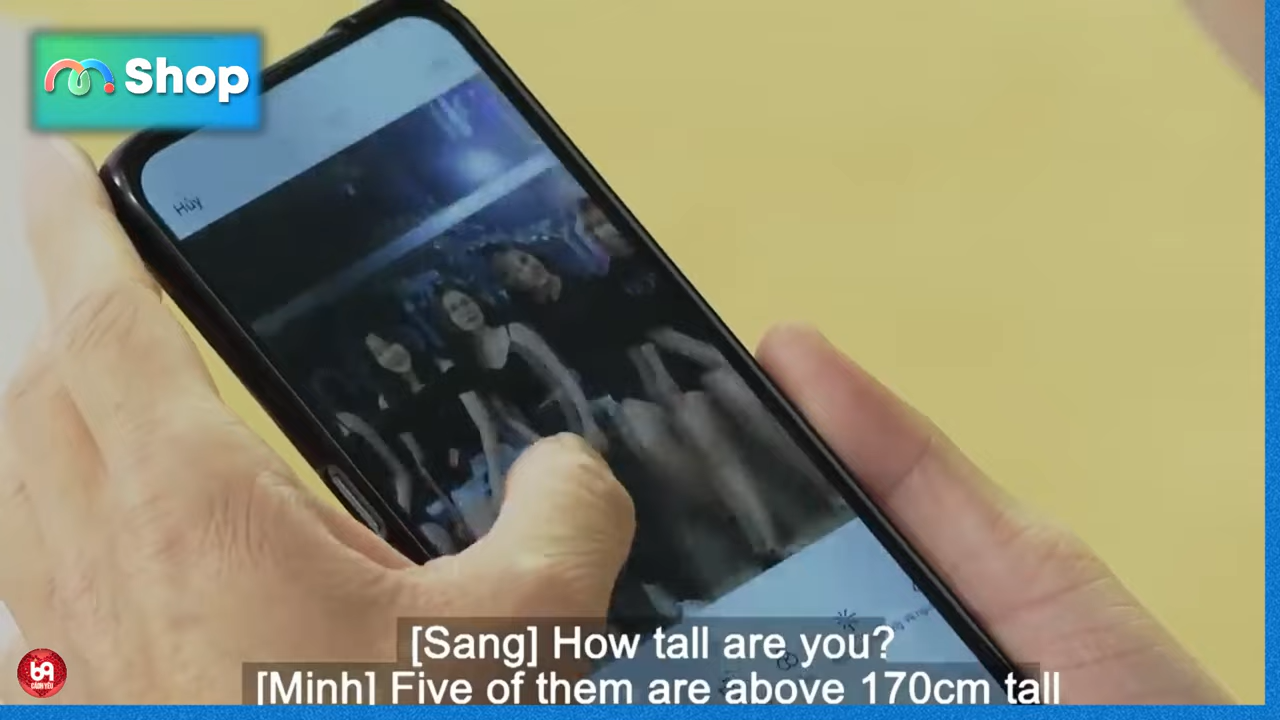 Shop
Hủy
[Sang] How tall are you?
[Minh] Five of them are above 170cm tall